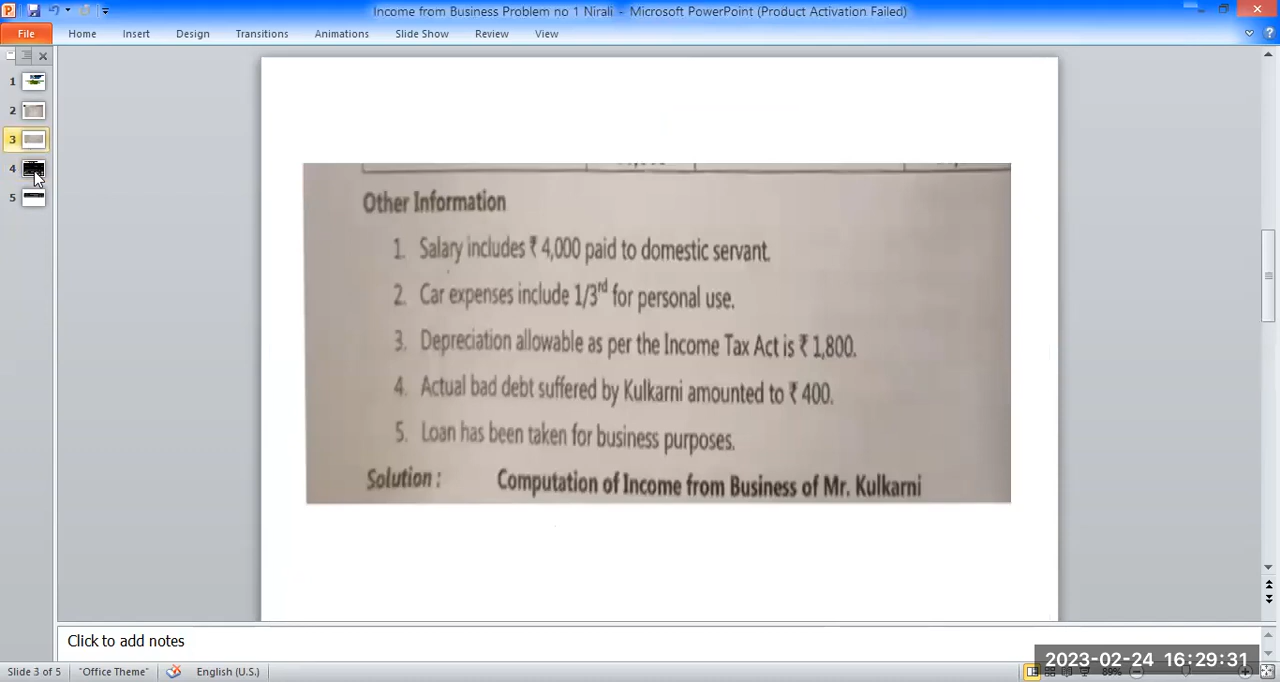 Income from Business Problem no 1 Nirali - Microsoft PowerPoint (Product Activation Failed)
File Home Insert Design Transitions Animations Slide Show Review View
1
2
3
4
5
Other Information
1. Salary includes ₹ 4,000 paid to domestic servant.
2. Car expenses include 1/3rd for personal use.
3. Depreciation allowable as per the Income Tax Act is ₹ 1,800.
4. Actual bad debt suffered by Kulkarni amounted to ₹ 400.
5. Loan has been taken for business purposes.
Solution : Computation of Income from Business of Mr. Kulkarni
Click to add notes
Slide 3 of 5 "Office Theme" English (U.S.) 89%
2023-02-24 16:29:31